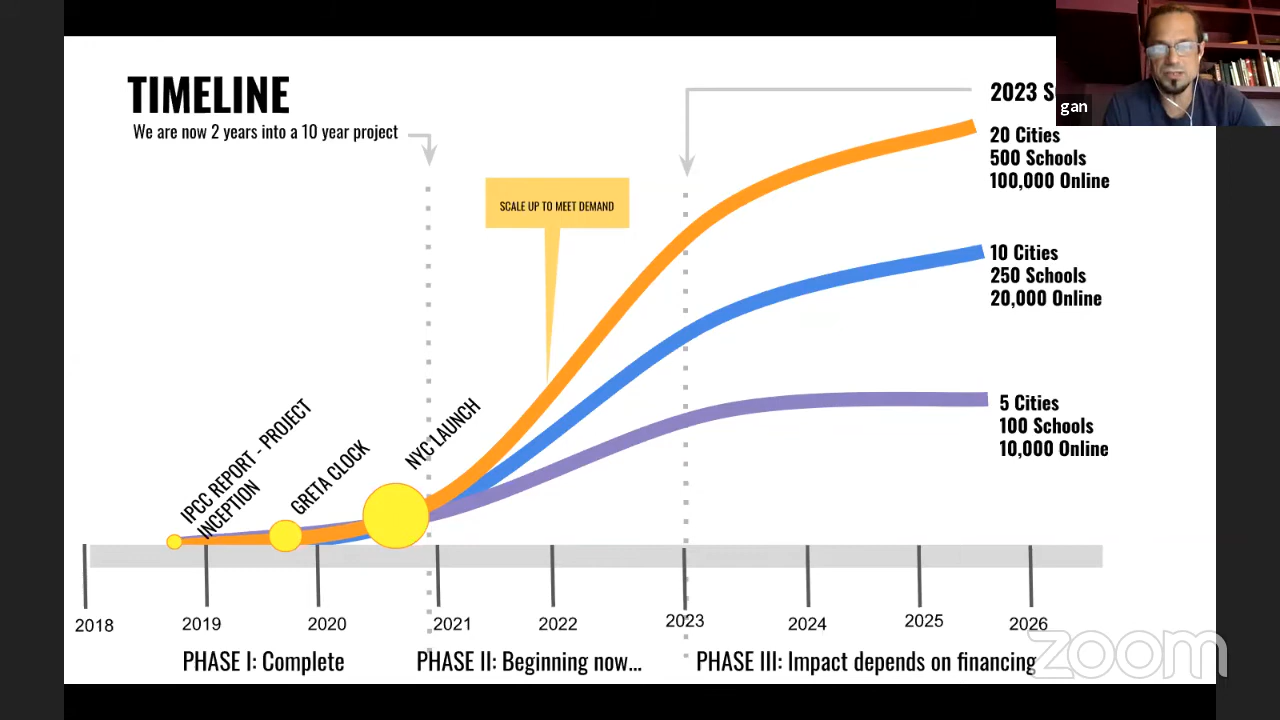 TIMELINE
We are now 2 years into a 10 year project
2023
gan
20 Cities
500 Schools
100,000 Online
SCALE UP TO MEET DEMAND
10 Cities
250 Schools
20,000 Online
5 Cities
100 Schools
10,000 Online
IPCC REPORT - PROJECT
INCEPTION
GRETA CLOCK
NYC LAUNCH
2018
2019
2020
2021
2022
2023
2024
2025
2026
PHASE I: Complete
PHASE II: Beginning now...
PHASE III: Impact depends on financing
zoom